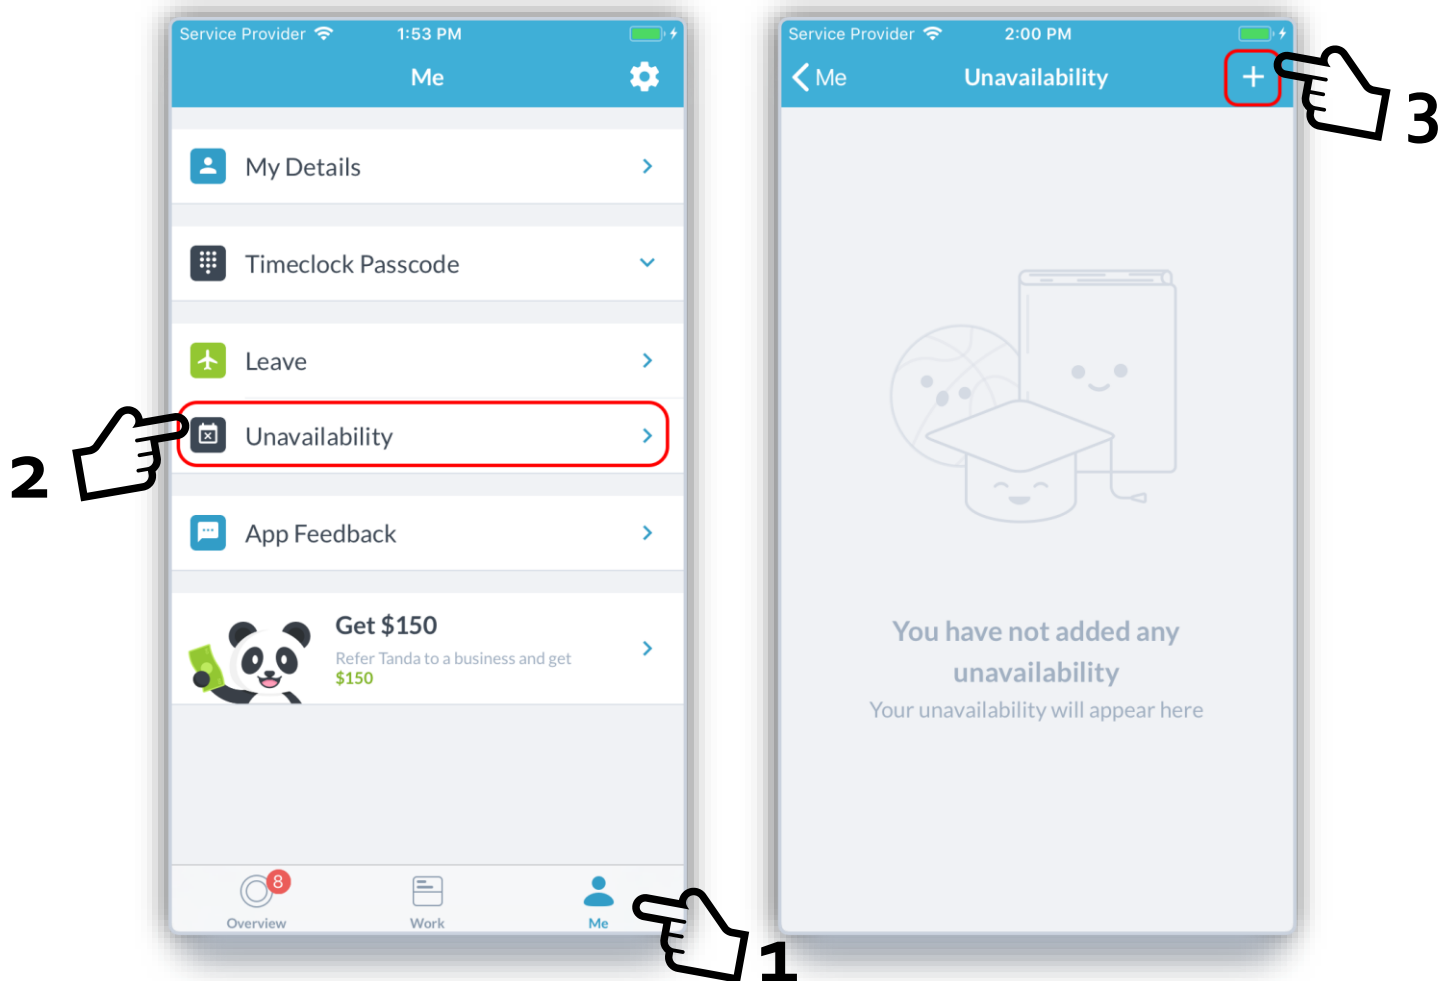 Service Provider 1:53 PM
Me
My Details
Timeclock Passcode
Leave
Unavailability
2
App Feedback
Get $150
Refer Tanda to a business and get
$150
8
Overview Work Me
1
Service Provider 2:00 PM
Me Unavailability +
3
You have not added any
unavailability
Your unavailability will appear here